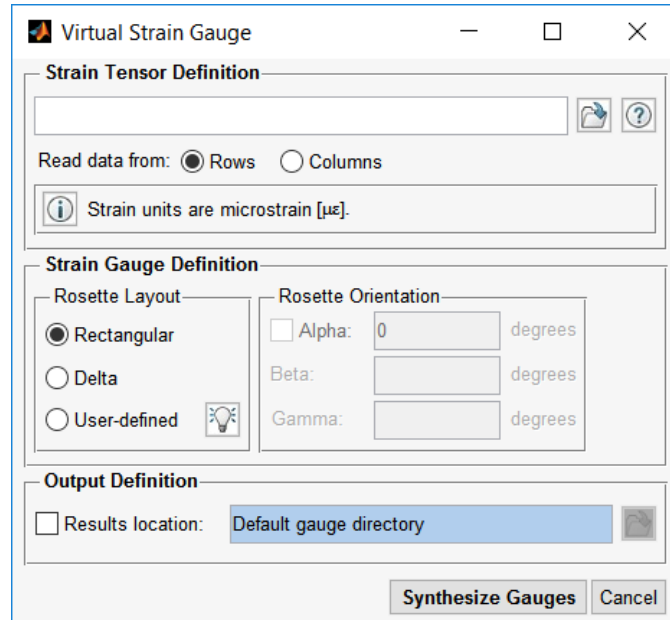 Virtual Strain Gauge
Strain Tensor Definition
Read data from: Rows Columns
Strain units are microstrain [με].
Strain Gauge Definition
Rosette Layout
Rectangular
Delta
User-defined
Rosette Orientation
Alpha: 0 degrees
Beta: degrees
Gamma: degrees
Output Definition
Results location: Default gauge directory
Synthesize Gauges Cancel